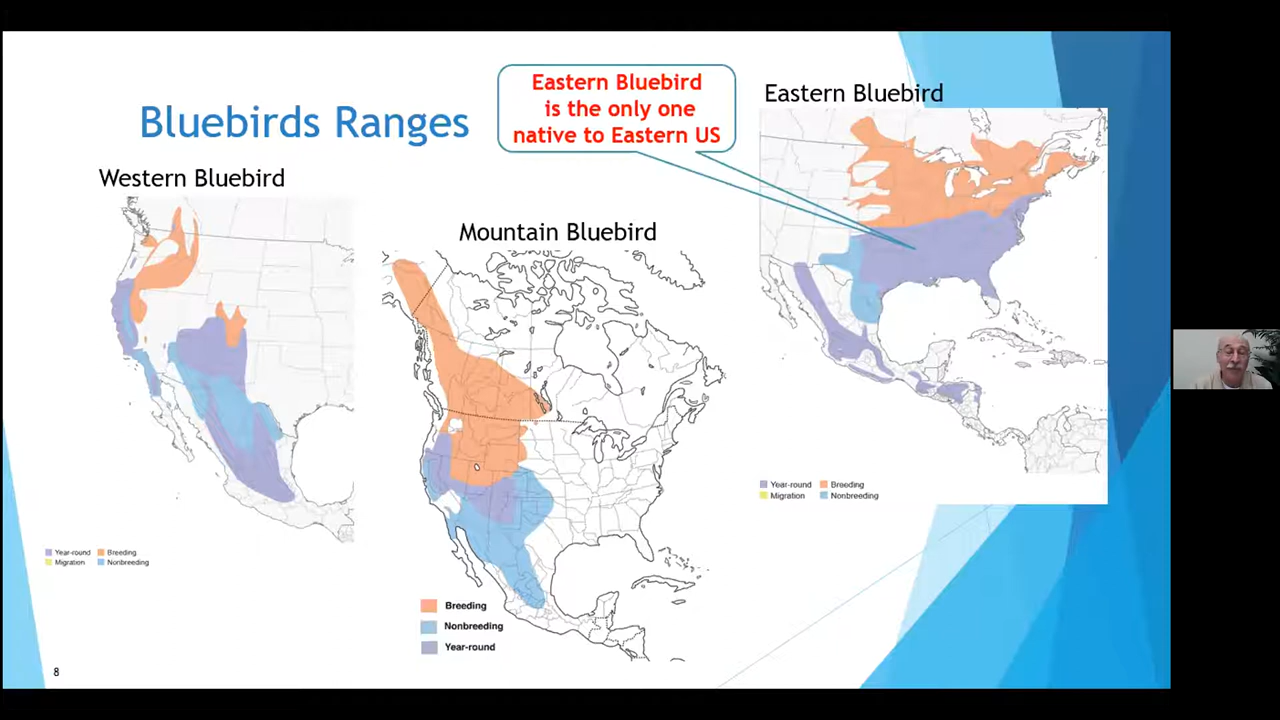 Bluebirds Ranges
Eastern Bluebird
is the only one
native to Eastern US
Western Bluebird
Year-round Breeding
Migration Nonbreeding
Mountain Bluebird
Breeding
Nonbreeding
Year-round
Eastern Bluebird
Year-round Breeding
Migration Nonbreeding
8